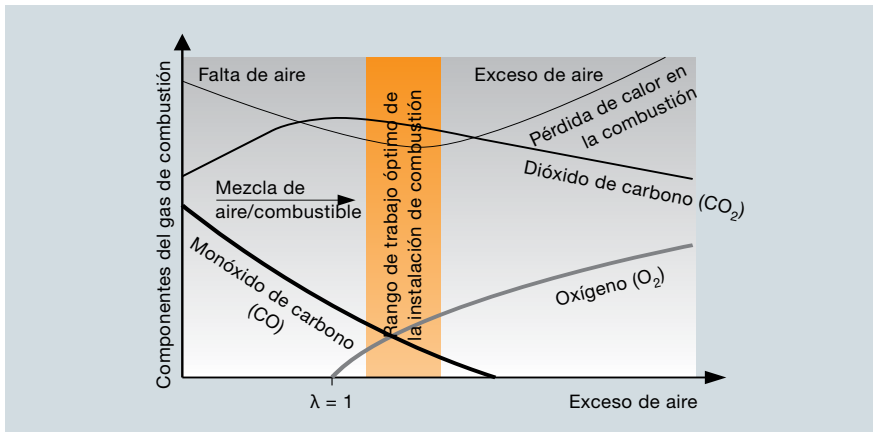 Componentes del gas de combustión
Falta de aire
Exceso de aire
Rango de trabajo óptimo de
la instalación de combustión
Pérdida de calor en
la combustión
Dióxido de carbono (CO₂)
Mezcla de
aire/combustible
Monóxido de carbono
(CO)
Oxígeno (O₂)
λ = 1
Exceso de aire